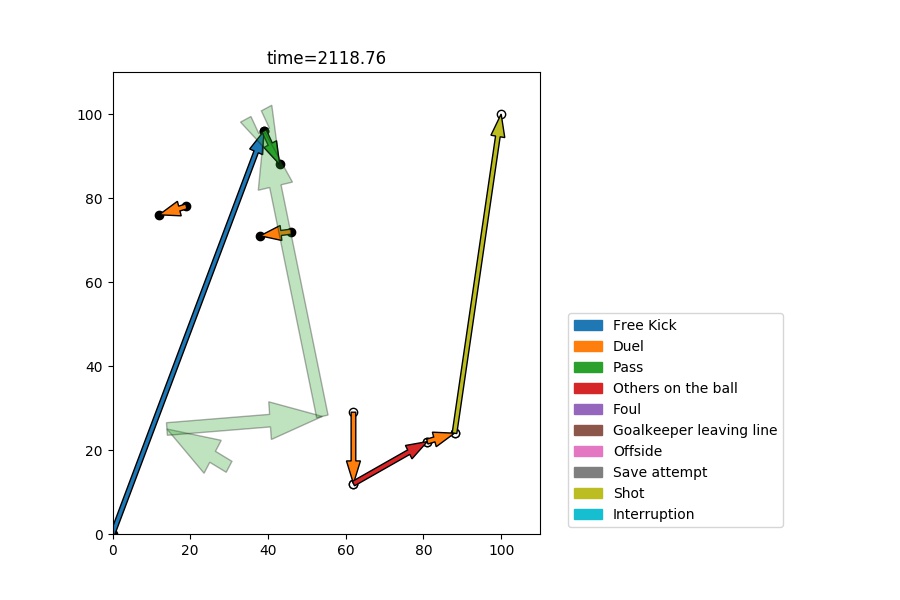 time=2118.76
100
80
60
40
20
0
0 20 40 60 80 100
Free Kick
Duel
Pass
Others on the ball
Foul
Goalkeeper leaving line
Offside
Save attempt
Shot
Interruption